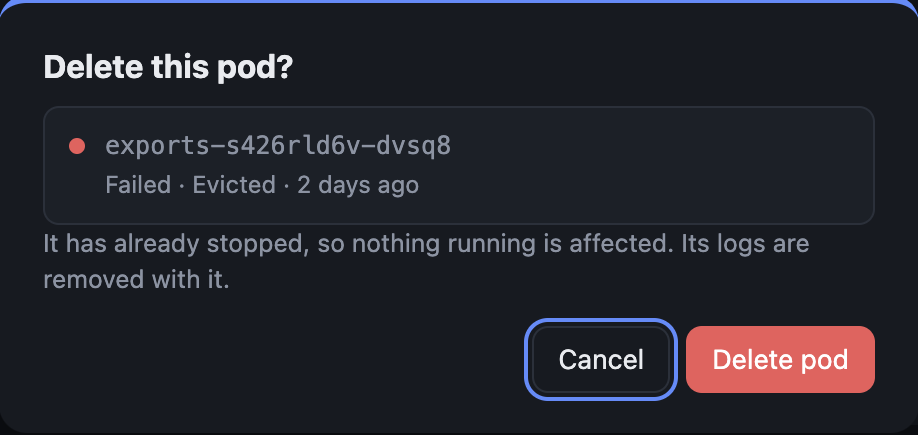 Delete this pod?
exports-s426rld6v-dvsq8
Failed · Evicted · 2 days ago
It has already stopped, so nothing running is affected. Its logs are
removed with it.
Cancel
Delete pod